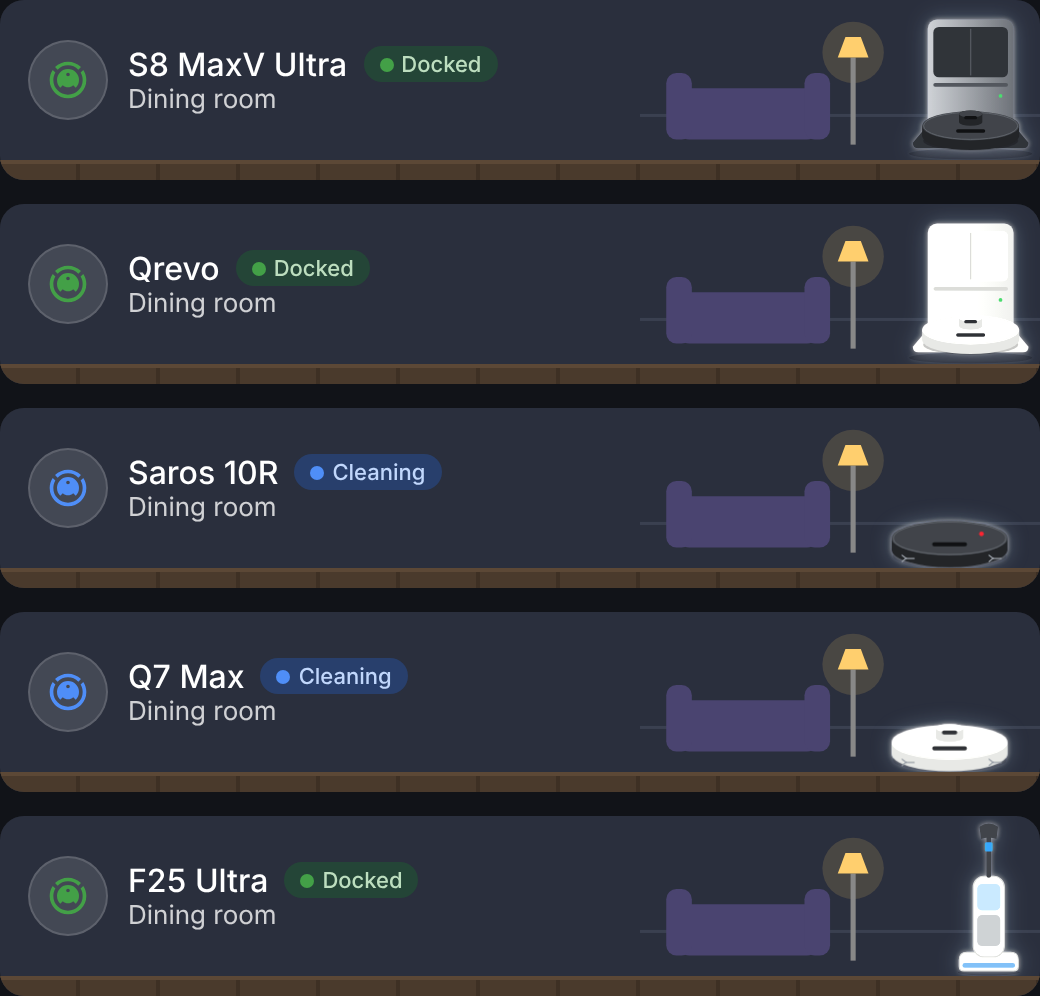 S8 MaxV Ultra Docked
Dining room
Qrevo Docked
Dining room
Saros 10R Cleaning
Dining room
Q7 Max Cleaning
Dining room
F25 Ultra Docked
Dining room